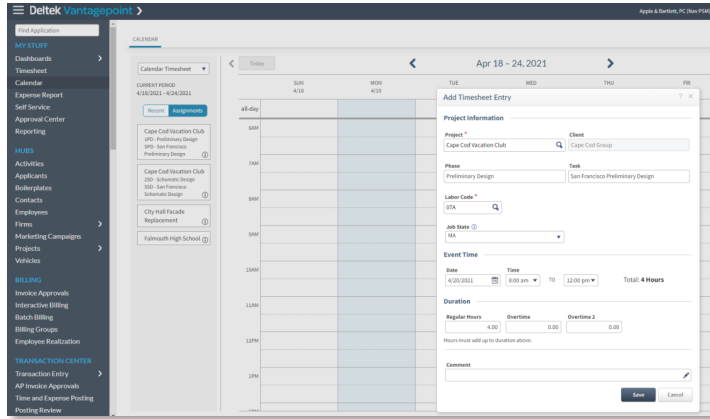 Deltek Vantagepoint
Apple & Bartlett, PC (Nav PSM)
Find Application
MY STUFF
Dashboards
Timesheet
Calendar
Expense Report
Self Service
Approval Center
Reporting
HUBS
Activities
Applicants
Boilerplates
Contacts
Employees
Firms
Marketing Campaigns
Projects
Vehicles
BILLING
Invoice Approvals
Interactive Billing
Batch Billing
Billing Groups
Employee Realization
TRANSACTION CENTER
Transaction Entry
AP Invoice Approvals
Time and Expense Posting
Posting Review
CALENDAR
Calendar Timesheet
CURRENT PERIOD
4/18/2021 - 4/24/2021
Recent Assignments
Cape Cod Vacation Club
1PD - Preliminary Design
SPD - San Francisco
Preliminary Design
Cape Cod Vacation Club
2SD - Schematic Design
SSD - San Francisco
Schematic Design
City Hall Facade
Replacement
Falmouth High School
Today
Apr 18 – 24, 2021
SUN MON TUE WED THU FRI
4/18 4/19
all-day
6AM
7AM
8AM
9AM
10AM
11AM
12PM
1PM
Add Timesheet Entry
Project Information
Project * Client
Cape Cod Vacation Club Cape Cod Group
Phase Task
Preliminary Design San Francisco Preliminary Design
Labor Code *
07A
Job State
MA
Event Time
Date Time
4/20/2021 8:00 am TO 12:00 pm Total: 4 Hours
Duration
Regular Hours Overtime Overtime 2
4.00 0.00 0.00
Hours must add up to duration above.
Comment
Save Cancel